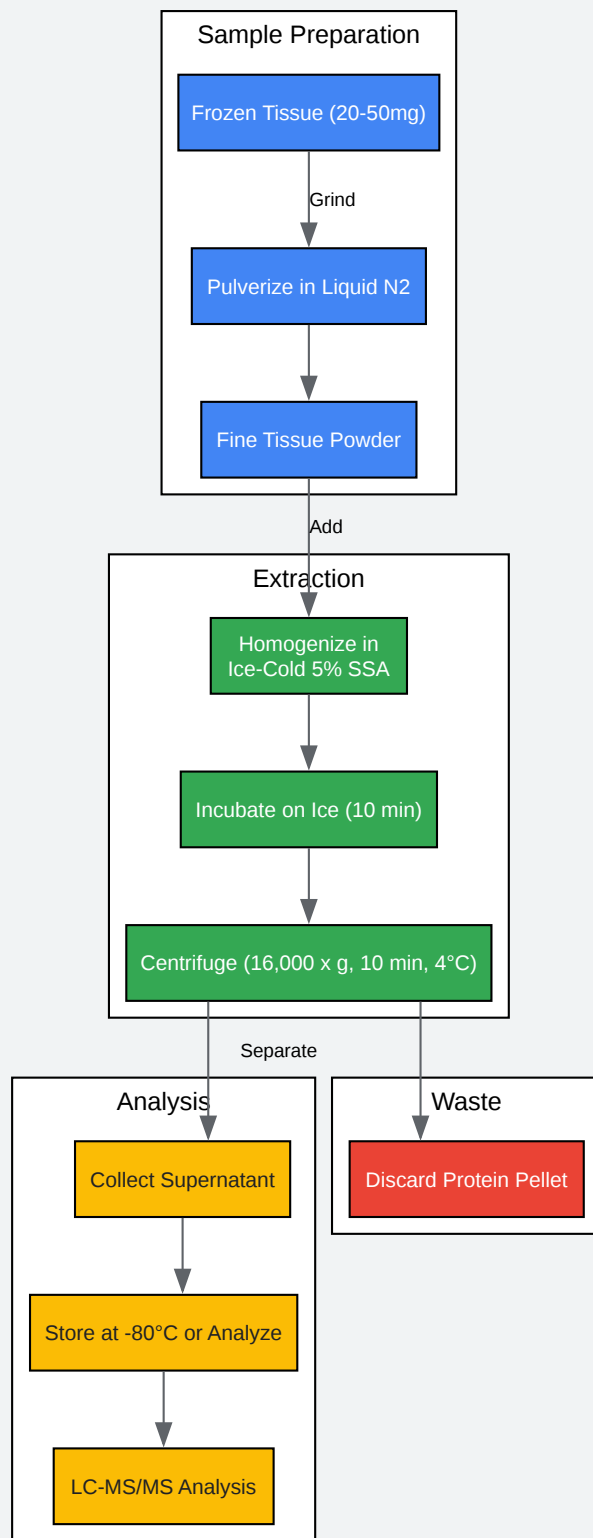 Sample Preparation
Frozen Tissue (20-50mg)
Grind
Pulverize in Liquid N2
Fine Tissue Powder
Add
Extraction
Homogenize in
Ice-Cold 5% SSA
Incubate on Ice (10 min)
Centrifuge (16,000 x g, 10 min, 4°C)
Separate
Analysis
Collect Supernatant
Store at -80°C or Analyze
LC-MS/MS Analysis
Waste
Discard Protein Pellet